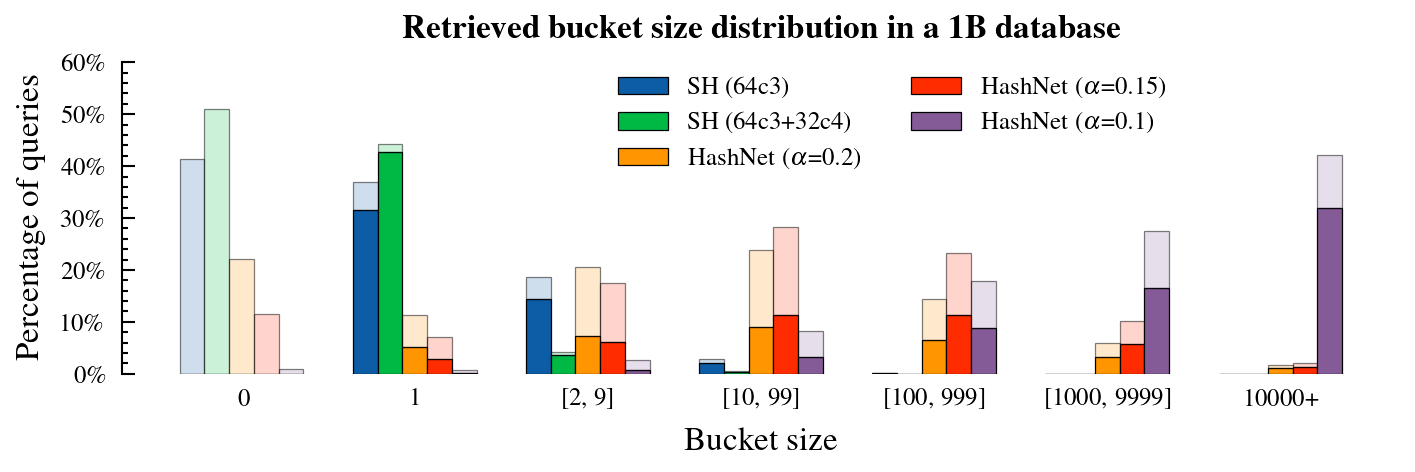 Retrieved bucket size distribution in a 1B database
Percentage of queries
60%
50%
40%
30%
20%
10%
0%
SH (64c3)
SH (64c3+32c4)
HashNet (α=0.2)
HashNet (α=0.15)
HashNet (α=0.1)
0
1
[2, 9]
[10, 99]
[100, 999]
[1000, 9999]
10000+
Bucket size